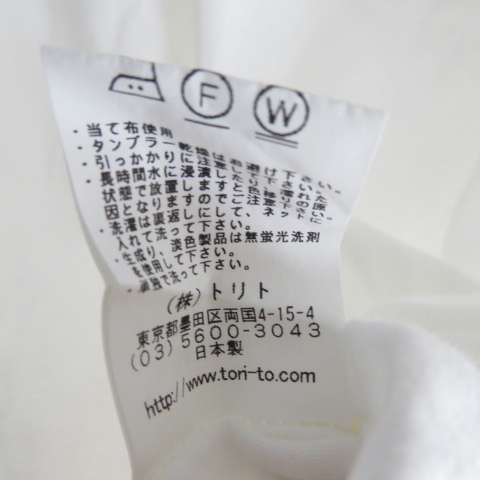 F W
・当て布使用
・タンブラー乾燥はお避け下さい。
・引っかかりに注意して下さい。
長時間水に浸漬したり、濡れた
状態で放置しますと色移りの原
因となりますのでご注意下さい。
・洗濯は裏返しにして、ネットに
入れて洗って下さい。
・生成り、淡色製品は無蛍光洗剤
を使用して下さい。
・単独で洗って下さい。
(株) トリト
東京都墨田区両国4-15-4
(03) 5600-3043
日本製
http://www.tori-to.com